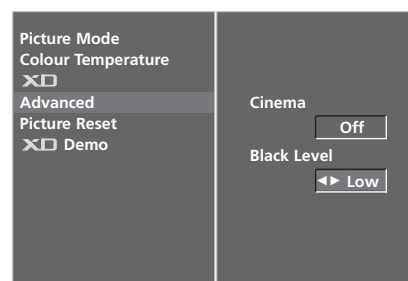 Picture Mode
Colour Temperature
XD
Advanced
Picture Reset
XD Demo
Cinema
Off
Black Level
◄► Low